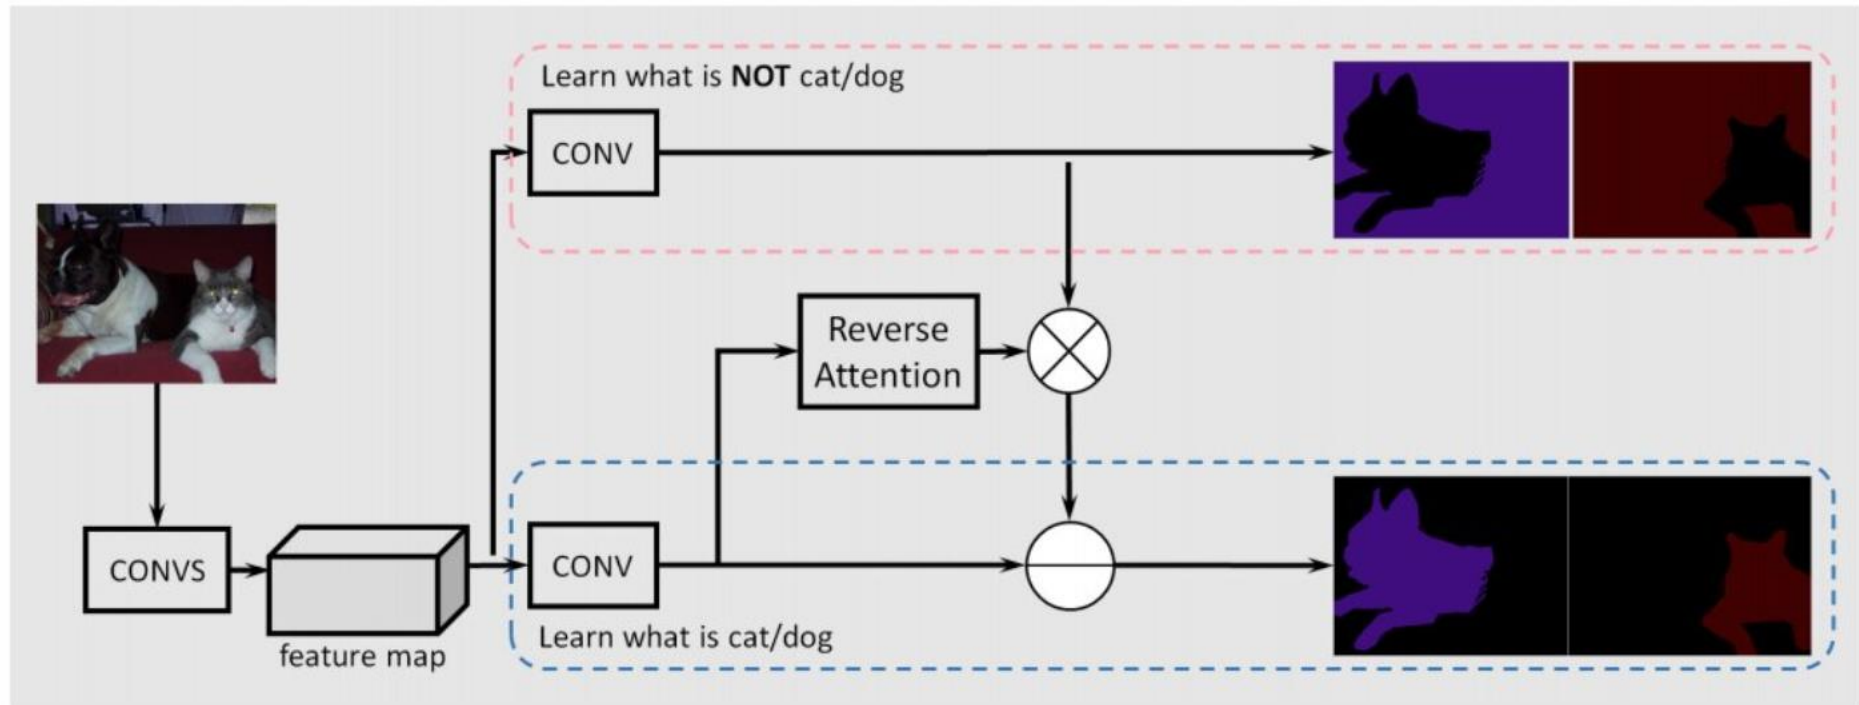 Learn what is NOT cat/dog
CONV
Reverse
Attention
CONVS
feature map
CONV
Learn what is cat/dog